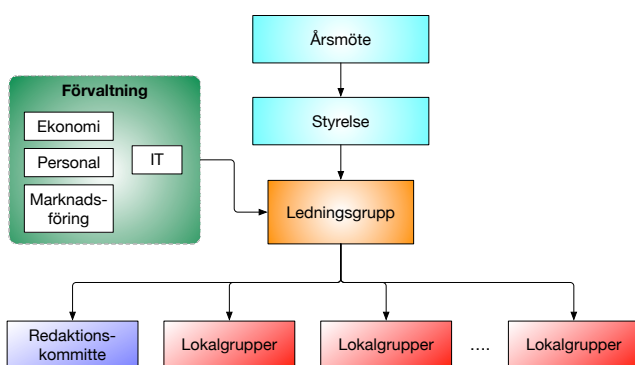 Årsmöte
Förvaltning
Ekonomi
Styrelse
Personal
IT
Marknads-
föring
Ledningsgrupp
Redaktions-
kommitte
Lokalgrupper
Lokalgrupper
....
Lokalgrupper